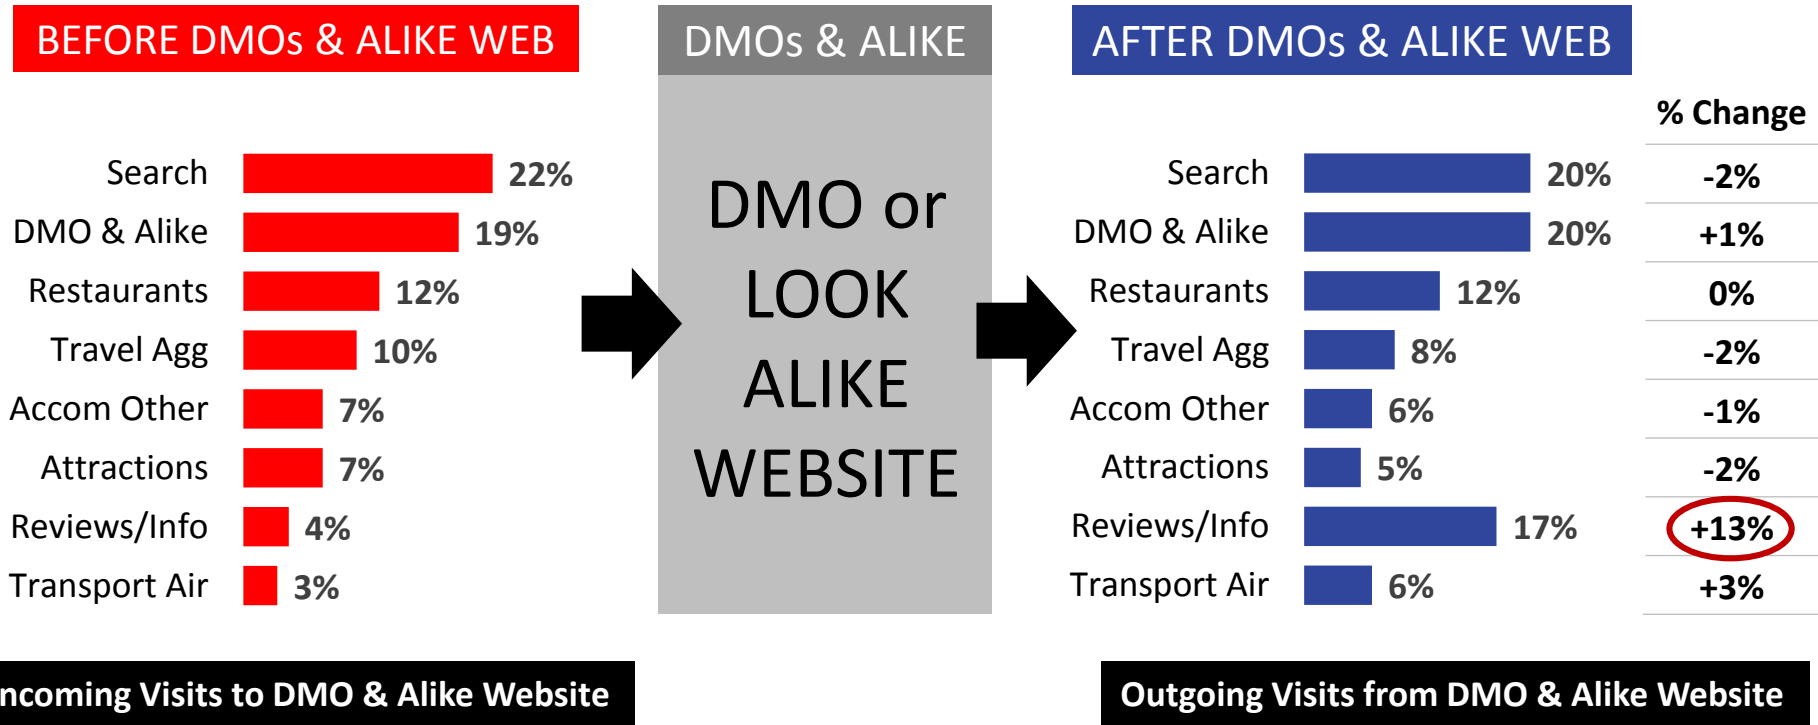 BEFORE DMOs & ALIKE WEB
Search 22%
DMO & Alike 19%
Restaurants 12%
Travel Agg 10%
Accom Other 7%
Attractions 7%
Reviews/Info 4%
Transport Air 3%
ncoming Visits to DMO & Alike Website
DMOs & ALIKE
DMO or
LOOK
ALIKE
WEBSITE
AFTER DMOs & ALIKE WEB
% Change
Search 20% -2%
DMO & Alike 20% +1%
Restaurants 12% 0%
Travel Agg 8% -2%
Accom Other 6% -1%
Attractions 5% -2%
Reviews/Info 17% +13%
Transport Air 6% +3%
Outgoing Visits from DMO & Alike Website